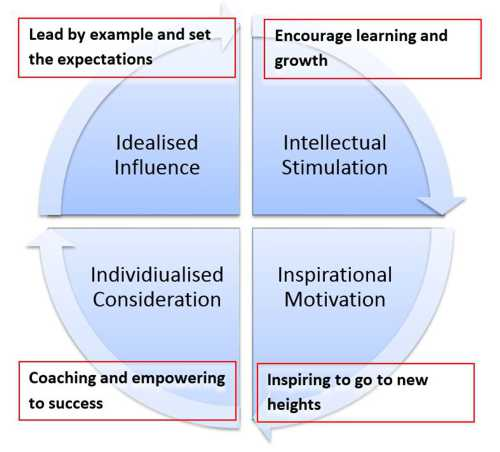 Lead by example and set
the expectations
Encourage learning and
growth
Idealised
Influence
Intellectual
Stimulation
Individiualised
Consideration
Inspirational
Motivation
Coaching and empowering
to success
Inspiring to go to new
heights